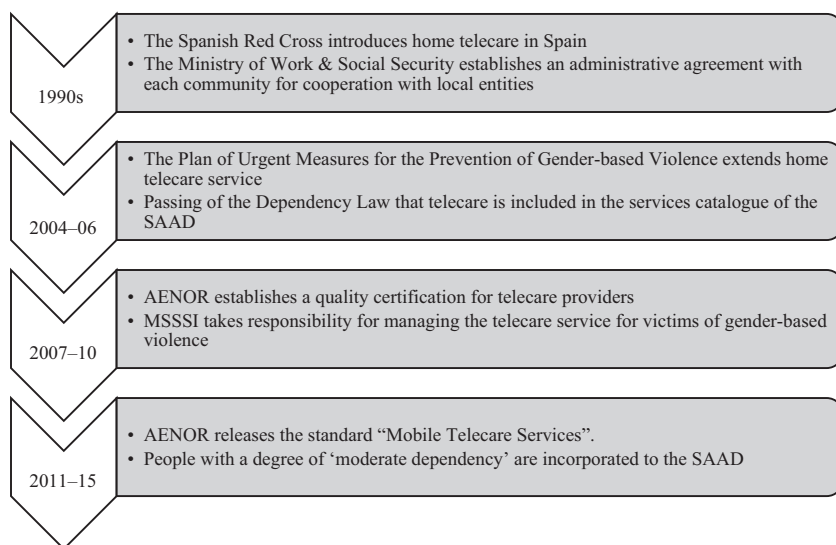 1990s
• The Spanish Red Cross introduces home telecare in Spain
• The Ministry of Work & Social Security establishes an administrative agreement with
each community for cooperation with local entities
2004–06
• The Plan of Urgent Measures for the Prevention of Gender-based Violence extends home
telecare service
• Passing of the Dependency Law that telecare is included in the services catalogue of the
SAAD
2007–10
• AENOR establishes a quality certification for telecare providers
• MSSSI takes responsibility for managing the telecare service for victims of gender-based
violence
2011–15
• AENOR releases the standard “Mobile Telecare Services”.
• People with a degree of ‘moderate dependency’ are incorporated to the SAAD